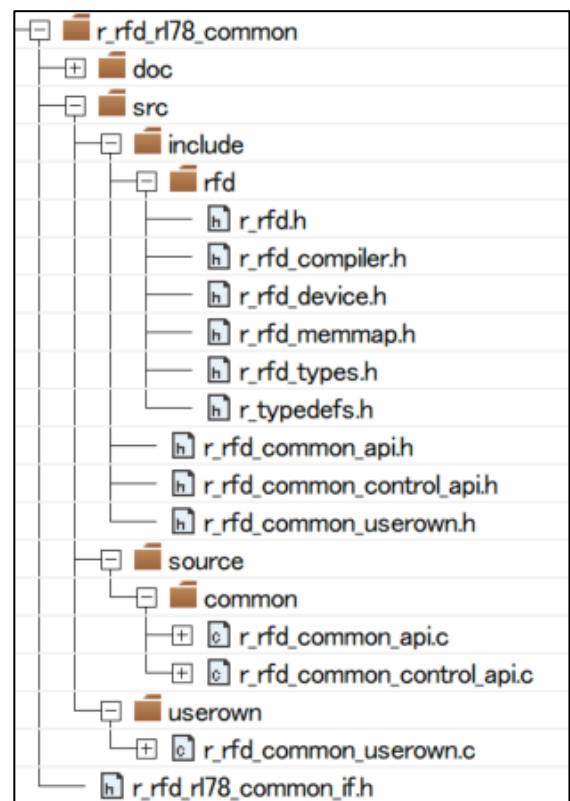 r_rfd_rl78_common
doc
src
include
rfd
r_rfd.h
r_rfd_compiler.h
r_rfd_device.h
r_rfd_memmap.h
r_rfd_types.h
r_typedefs.h
r_rfd_common_api.h
r_rfd_common_control_api.h
r_rfd_common_userown.h
source
common
r_rfd_common_api.c
r_rfd_common_control_api.c
userown
r_rfd_common_userown.c
r_rfd_rl78_common_if.h